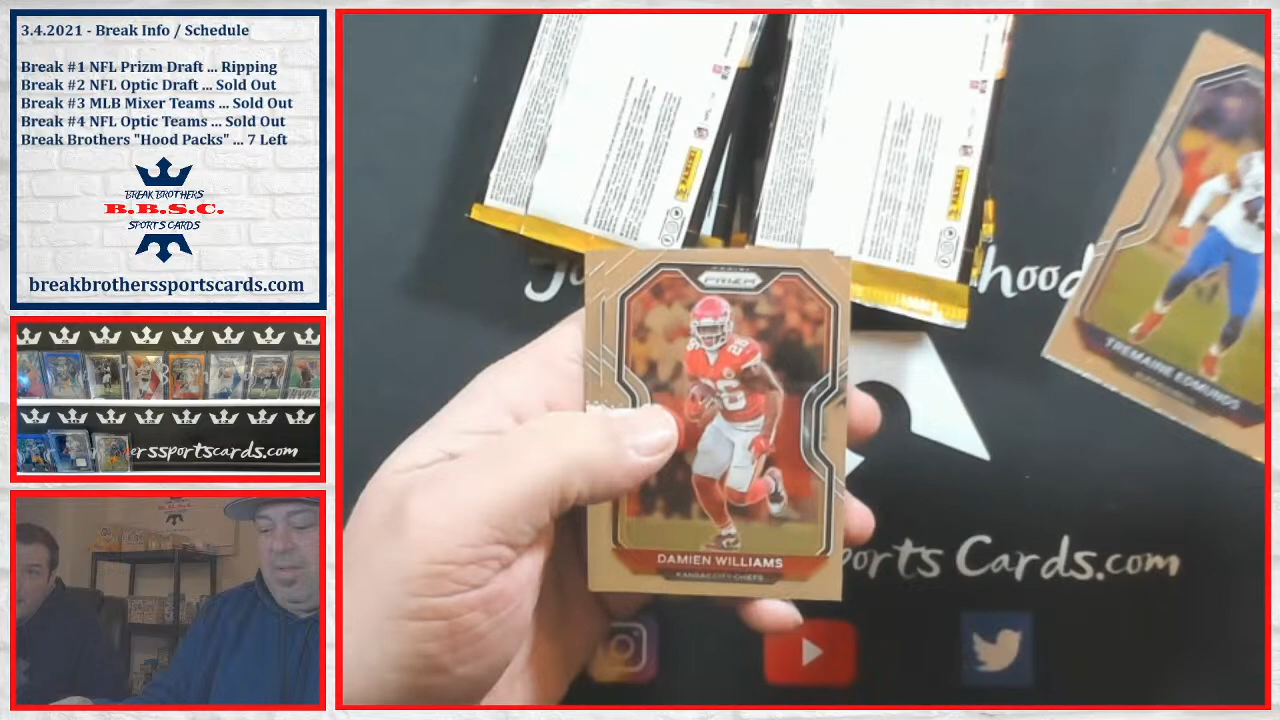 3.4.2021 - Break Info / Schedule
Break #1 NFL Prizm Draft ... Ripping
Break #2 NFL Optic Draft ... Sold Out
Break #3 MLB Mixer Teams ... Sold Out
Break #4 NFL Optic Teams ... Sold Out
Break Brothers "Hood Packs" ... 7 Left
BREAK BROTHERS
B.B.S.C.
SPORTS CARDS
breakbrotherssportscards.com
erssportscards.com
PANINI
PANINI
hood
PRIZM
26
DAMIEN WILLIAMS
KANSAS CITY CHIEFS
TREMAINE EDMUNDS
orts Cards.com